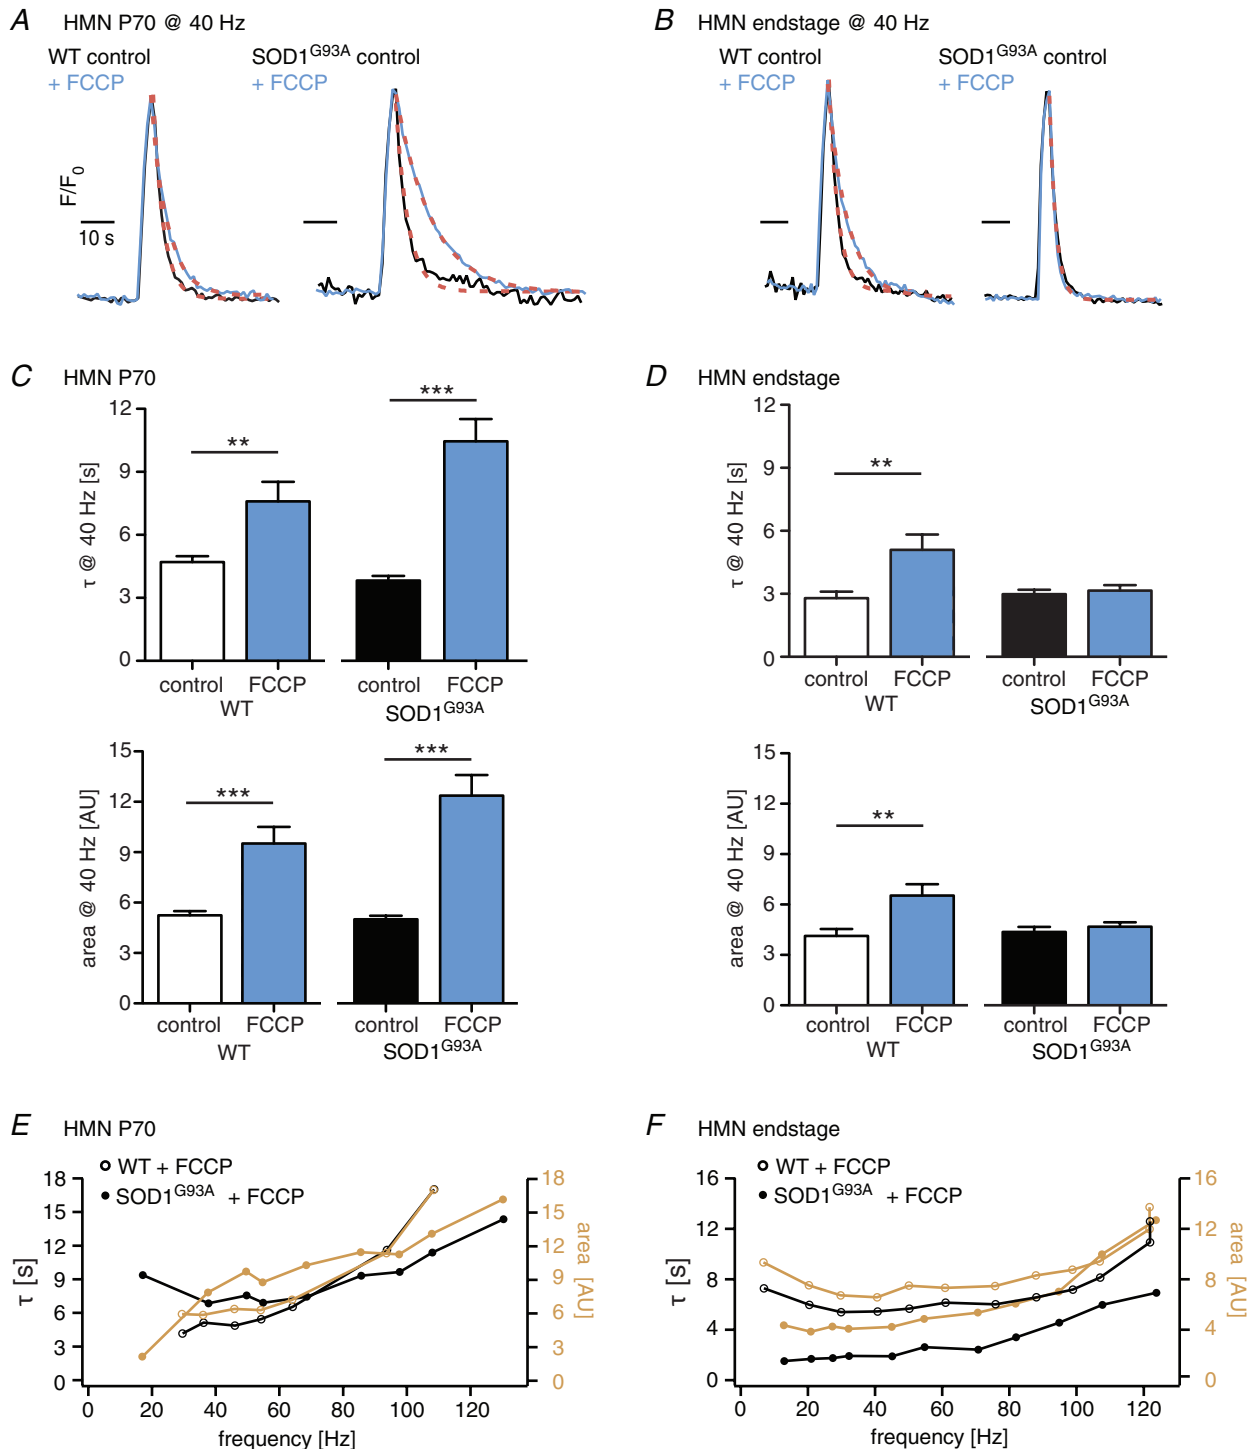 A HMN P70 @ 40 Hz
WT control
+ FCCP
SOD1G93A control
+ FCCP
F/F0
10 s
B HMN endstage @ 40 Hz
WT control
+ FCCP
SOD1G93A control
+ FCCP
C HMN P70
τ @ 40 Hz [s]
12
9
6
3
0
**
***
control FCCP control FCCP
WT SOD1G93A
area @ 40 Hz [AU]
15
12
9
6
3
0
***
***
control FCCP control FCCP
WT SOD1G93A
D HMN endstage
τ @ 40 Hz [s]
12
9
6
3
0
**
control FCCP control FCCP
WT SOD1G93A
area @ 40 Hz [AU]
15
12
9
6
3
0
**
control FCCP control FCCP
WT SOD1G93A
E HMN P70
WT + FCCP
SOD1G93A + FCCP
τ [s]
18
15
12
9
6
3
0
18
15
12
9
6
3
0
area [AU]
0 20 40 60 80 100 120
frequency [Hz]
F HMN endstage
WT + FCCP
SOD1G93A + FCCP
τ [s]
16
12
8
4
0
16
12
8
4
0
area [AU]
0 20 40 60 80 100 120
frequency [Hz]